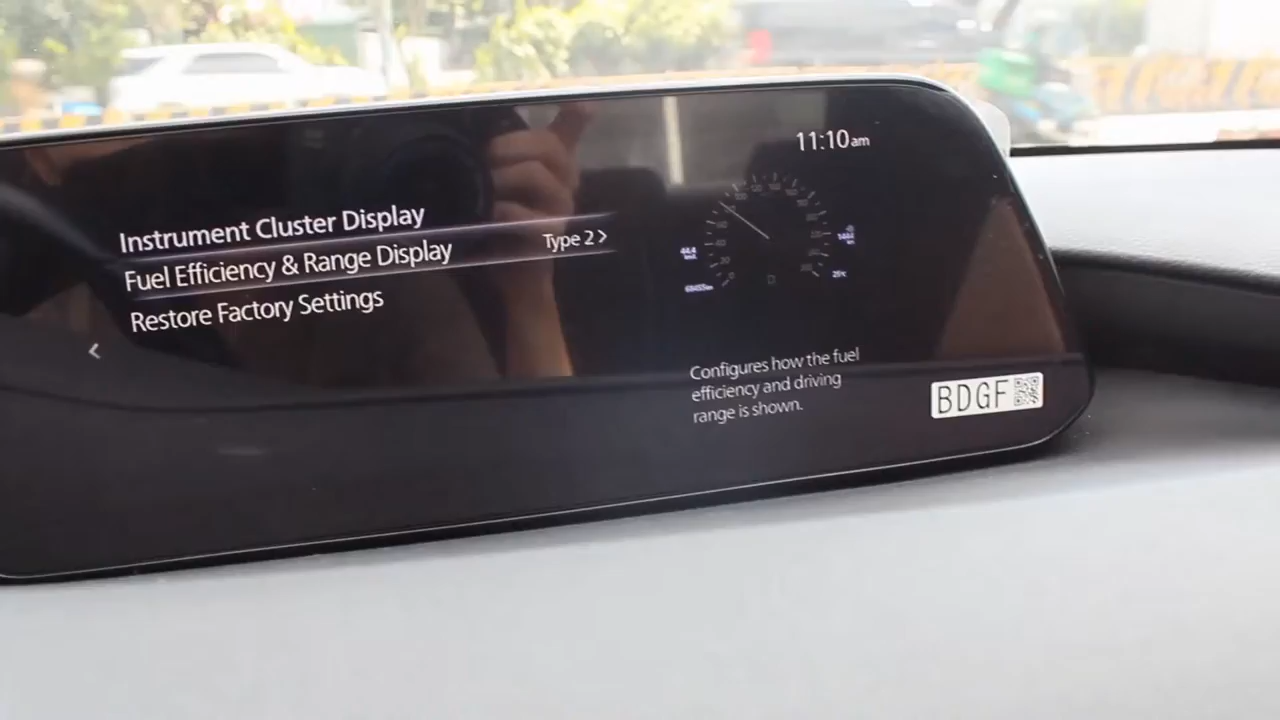 11:10am
Instrument Cluster Display
Fuel Efficiency & Range Display
Type 2 >
Restore Factory Settings
<
Configures how the fuel
efficiency and driving
range is shown.
BDGF